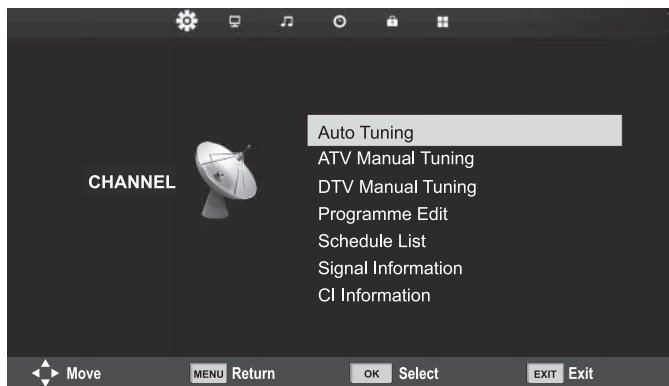 Auto Tuning
ATV Manual Tuning
CHANNEL
DTV Manual Tuning
Programme Edit
Schedule List
Signal Information
CI Information
Move MENU Return OK Select EXIT Exit